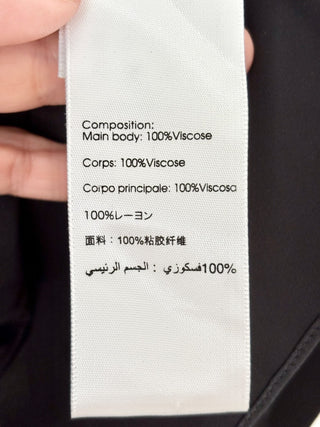 Composition:
Main body: 100%Viscose
Corps: 100%Viscose
Corpo principale: 100%Viscosa
100%レーヨン
面料：100%粘胶纤维
100%فسكوزي : الجسم الرئيسي